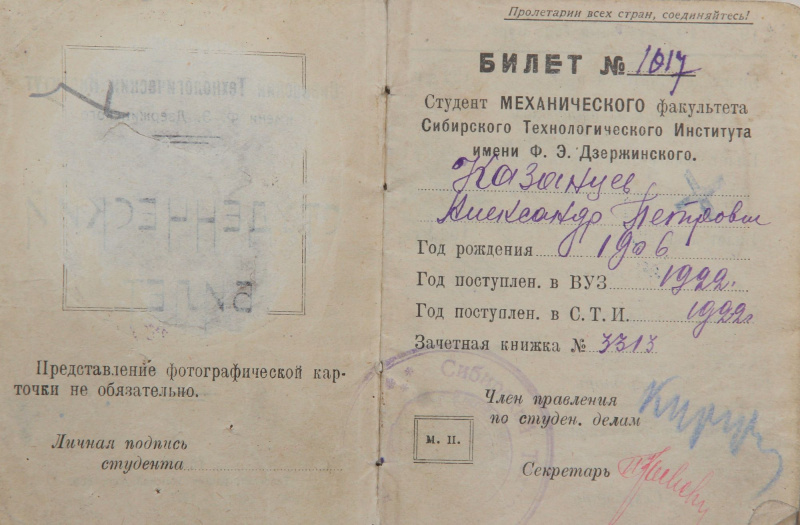 Представление фотографической кар-
точки не обязательно.
Личная подпись
студента
Пролетарии всех стран, соединяйтесь!
БИЛЕТ № 1017
Студент МЕХАНИЧЕСКОГО факультета
Сибирского Технологического Института
имени Ф. Э. Дзержинского.
Казанцев
Александр Петрович
Год рождения 1906
Год поступлен. в ВУЗ 1922.
Год поступлен. в С. Т. И. 1922г
Зачетная книжка № 3313
Член правления
по студен. делам
М. П.
Секретарь